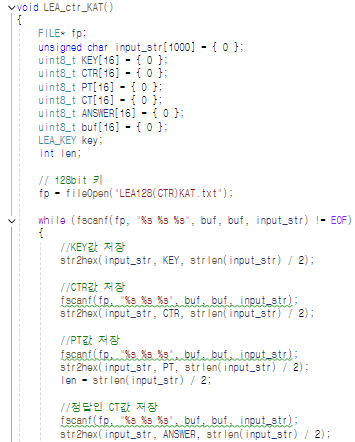 void LEA_ctr_KAT()
{
FILE* fp;
unsigned char input_str[1000] = { 0 };
uint8_t KEY[16] = { 0 };
uint8_t CTR[16] = { 0 };
uint8_t PT[16] = { 0 };
uint8_t CT[16] = { 0 };
uint8_t ANSWER[16] = { 0 };
uint8_t buf[16] = { 0 };
LEA_KEY key;
int len;
// 128bit 키
fp = fileOpen("LEA128(CTR)KAT.txt");
while (fscanf(fp, "%s %s %s", buf, buf, input_str) != EOF)
{
//KEY값 저장
str2hex(input_str, KEY, strlen(input_str) / 2);
//CTR값 저장
fscanf(fp, "%s %s %s", buf, buf, input_str);
str2hex(input_str, CTR, strlen(input_str) / 2);
//PT값 저장
fscanf(fp, "%s %s %s", buf, buf, input_str);
str2hex(input_str, PT, strlen(input_str) / 2);
len = strlen(input_str) / 2;
//정답인 CT값 저장
fscanf(fp, "%s %s %s", buf, buf, input_str);
str2hex(input_str, ANSWER, strlen(input_str) / 2);